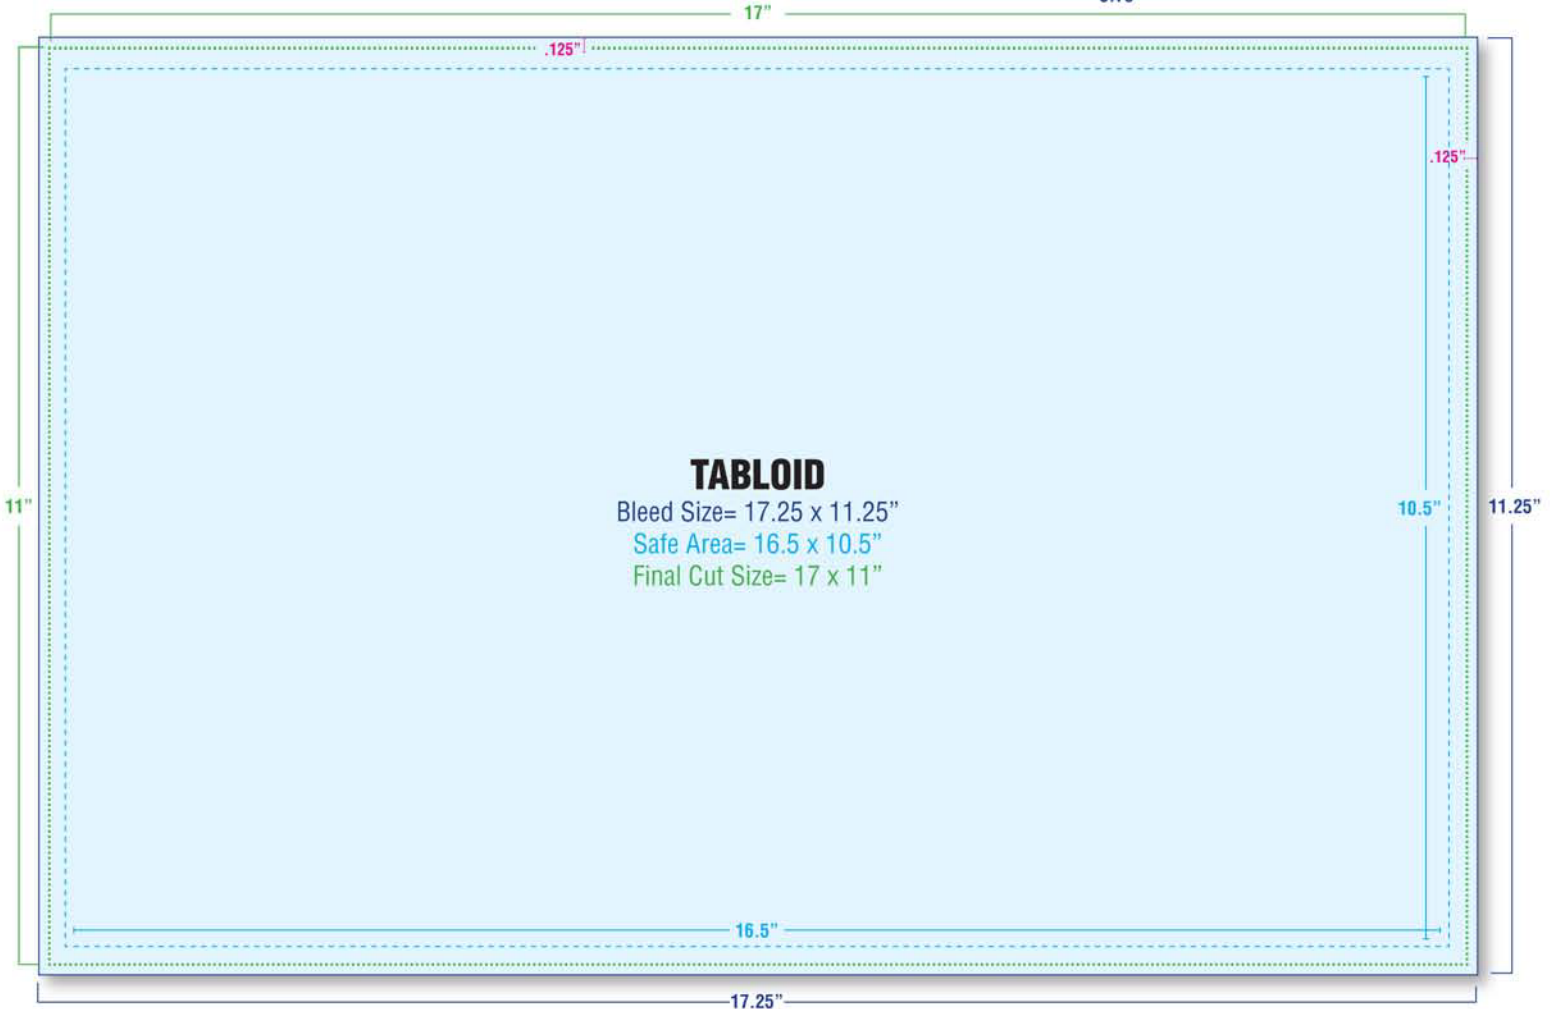 17”
.125”
.125”
TABLOID
Bleed Size= 17.25 x 11.25”
Safe Area= 16.5 x 10.5”
Final Cut Size= 17 x 11”
11”
10.5”
11.25”
16.5”
17.25”